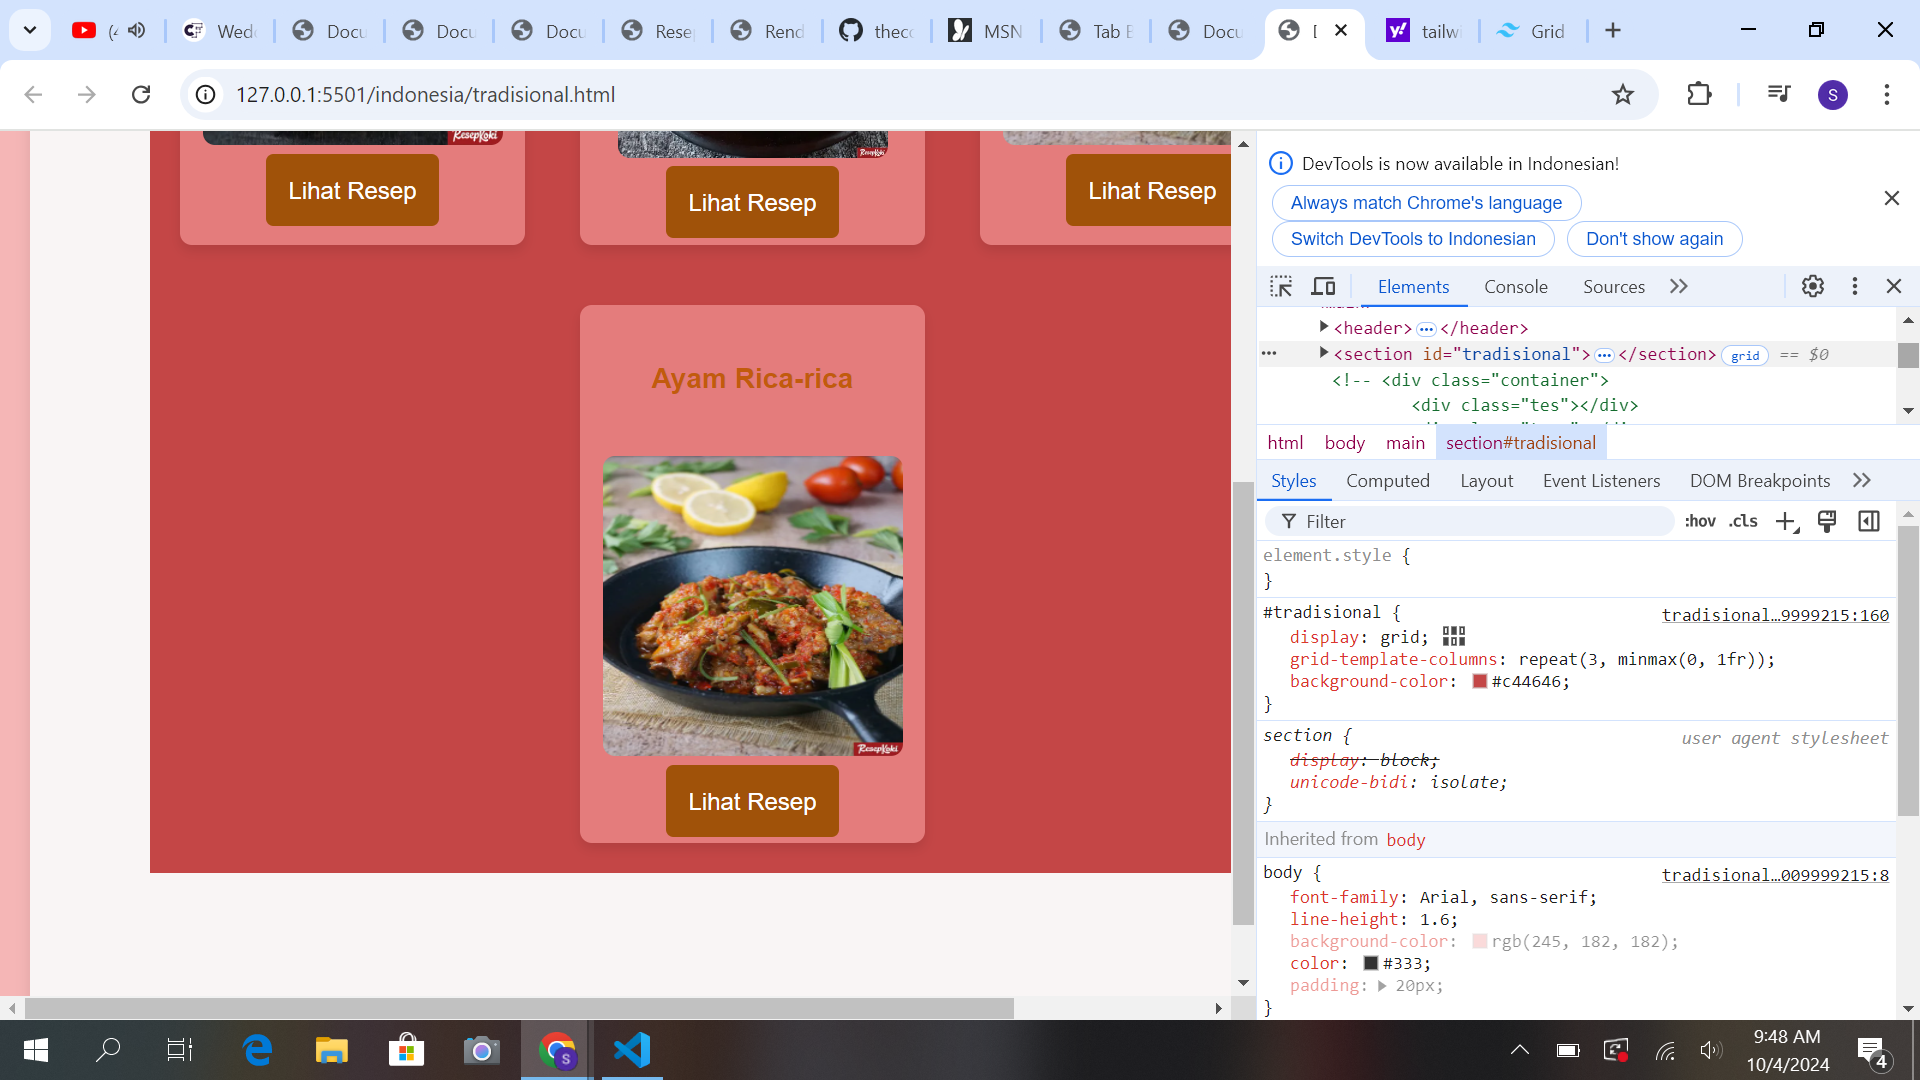 Wed
Docu
Docu
Docu
Rese
Rend
thecc
MSN
Tab E
Docu
tailwi
Grid
127.0.0.1:5501/indonesia/tradisional.html
S
ResepKoki
ResepKoki
Lihat Resep
Lihat Resep
Lihat Resep
Ayam Rica-rica
ResepKoki
Lihat Resep
DevTools is now available in Indonesian!
Always match Chrome's language
Switch DevTools to Indonesian
Don't show again
Elements
Console
Sources
<header>…</header>
<section id="tradisional">…</section> grid == $0
<!-- <div class="container">
<div class="tes"></div>
html body main section#tradisional
Styles Computed Layout Event Listeners DOM Breakpoints
Filter
:hov .cls
element.style {
}
#tradisional { tradisional…9999215:160
display: grid;
grid-template-columns: repeat(3, minmax(0, 1fr));
background-color: #c44646;
}
section { user agent stylesheet
display: block;
unicode-bidi: isolate;
}
Inherited from body
body { tradisional…009999215:8
font-family: Arial, sans-serif;
line-height: 1.6;
background-color: rgb(245, 182, 182);
color: #333;
padding: 20px;
}
S
9:48 AM
10/4/2024
4